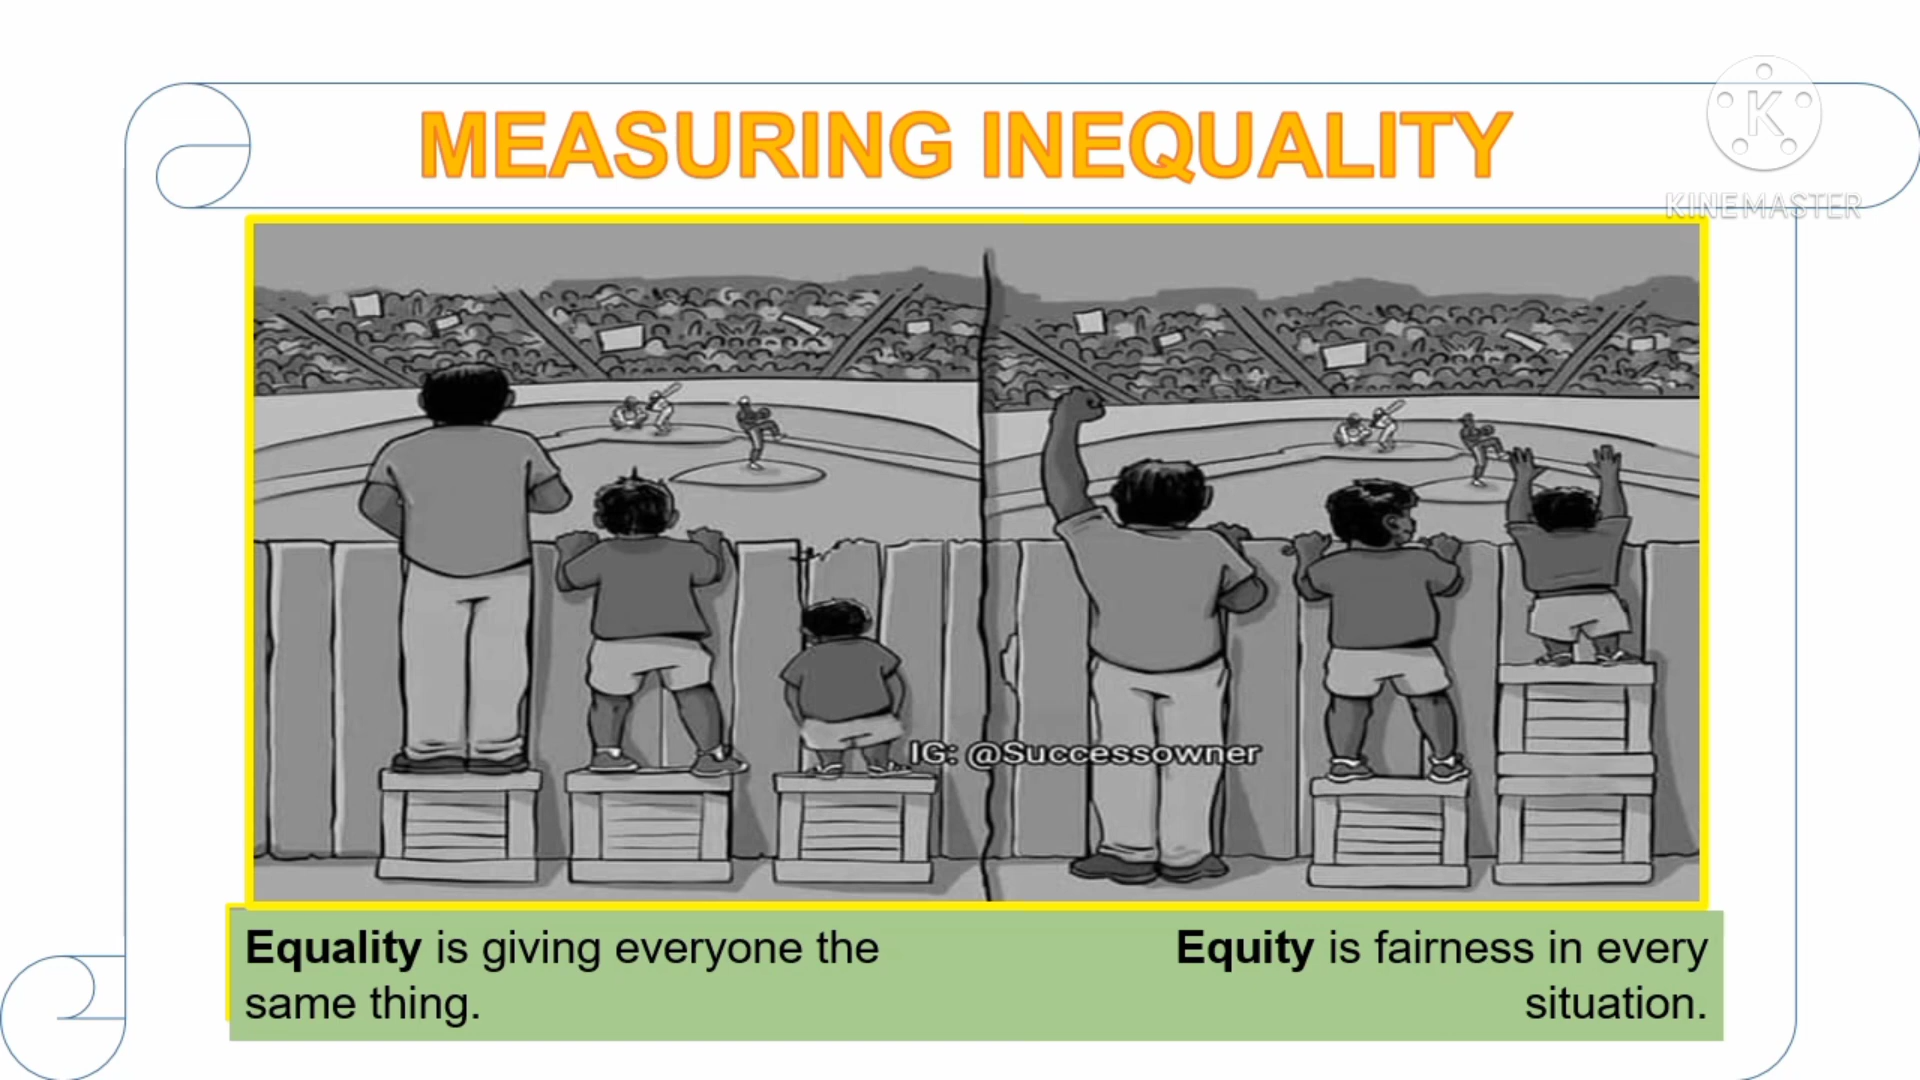 MEASURING INEQUALITY
K
KINEMASTER
IG: @Successowner
Equality is giving everyone the
same thing.
Equity is fairness in every
situation.